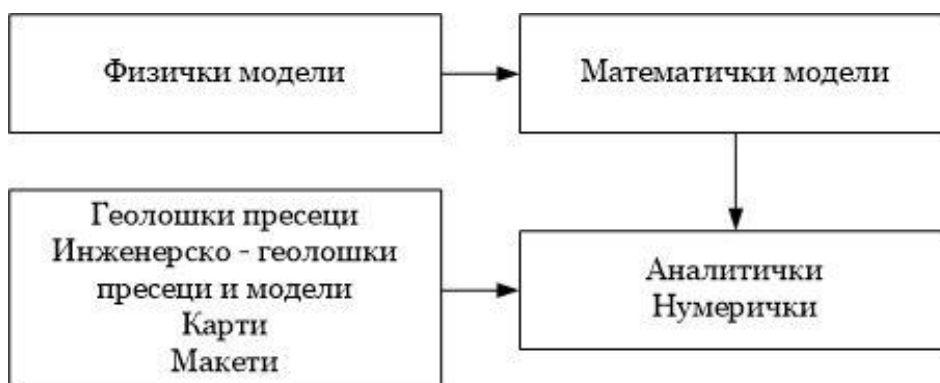 Физички модели
Математички модели
Геолошки пресеци
Инженерско - геолошки
пресеци и модели
Карти
Макети
Аналитички
Нумерички